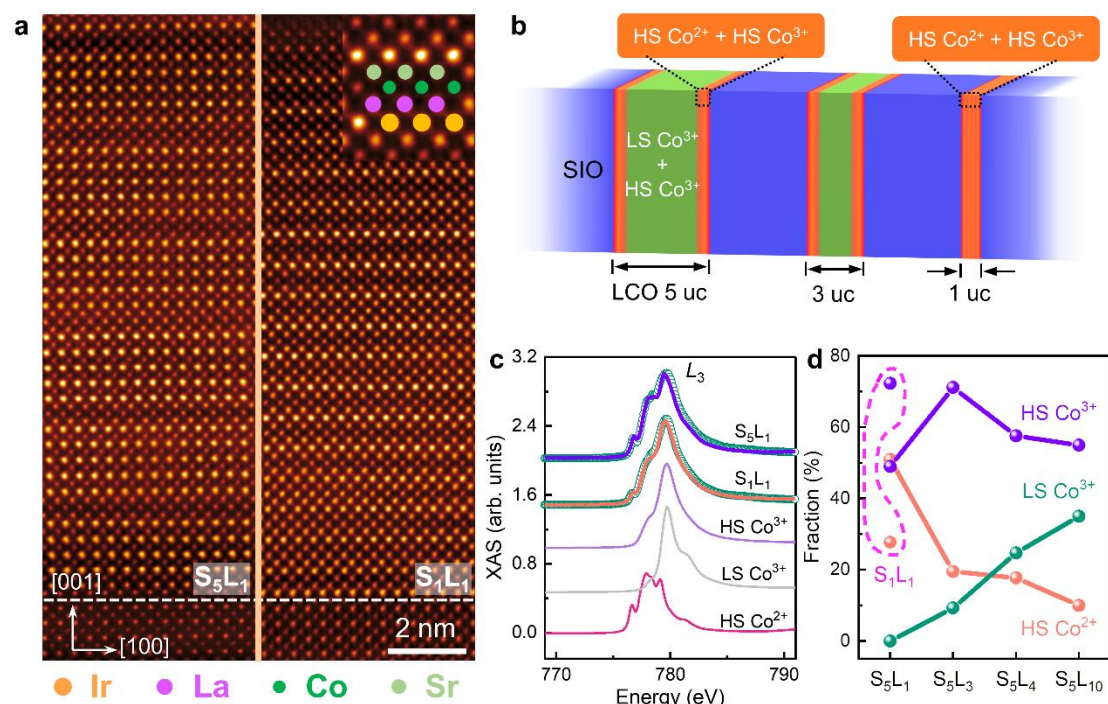 a
S₅L₁
S₁L₁
[001]
[100]
2 nm
Ir
La
Co
Sr
b
HS Co²⁺ + HS Co³⁺
HS Co²⁺ + HS Co³⁺
SIO
LS Co³⁺
+
HS Co³⁺
LCO 5 uc
3 uc
1 uc
c
XAS (arb. units)
3.2
2.4
1.6
0.8
0.0
L₃
S₅L₁
S₁L₁
HS Co³⁺
LS Co³⁺
HS Co²⁺
770
780
790
Energy (eV)
d
Fraction (%)
80
60
40
20
0
HS Co³⁺
LS Co³⁺
S₁L₁
HS Co²⁺
S₅L₁
S₅L₃
S₅L₄
S₅L₁₀